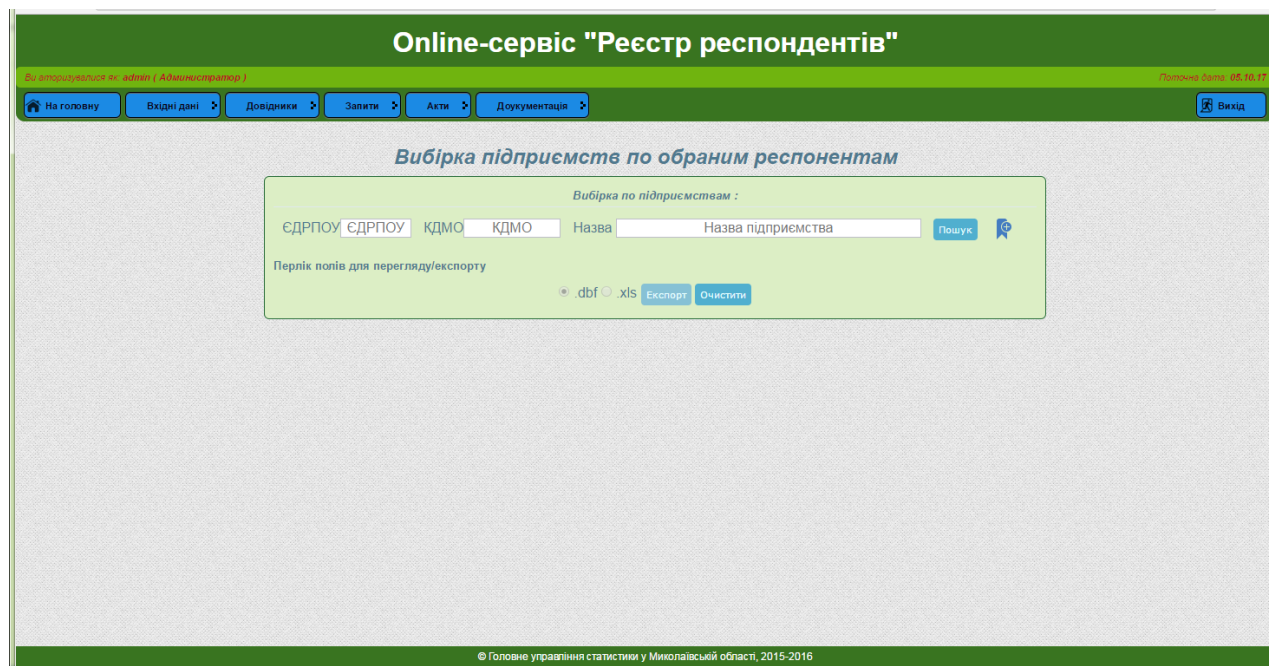 Online-сервіс "Реєстр респондентів"
Ви авторизувалися як: admin ( Администратор ) Поточна дата: 05.10.17
На головну Вхідні дані Довідники Запити Акти Доукументація Вихід
Вибірка підприємств по обраним респонентам
Вибірка по підприємствам :
ЄДРПОУ ЄДРПОУ КДМО КДМО Назва Назва підприємства Пошук
Перлік полів для перегляду/експорту
.dbf .xls Експорт Очистити
© Головне управління статистики у Миколаївській області, 2015-2016